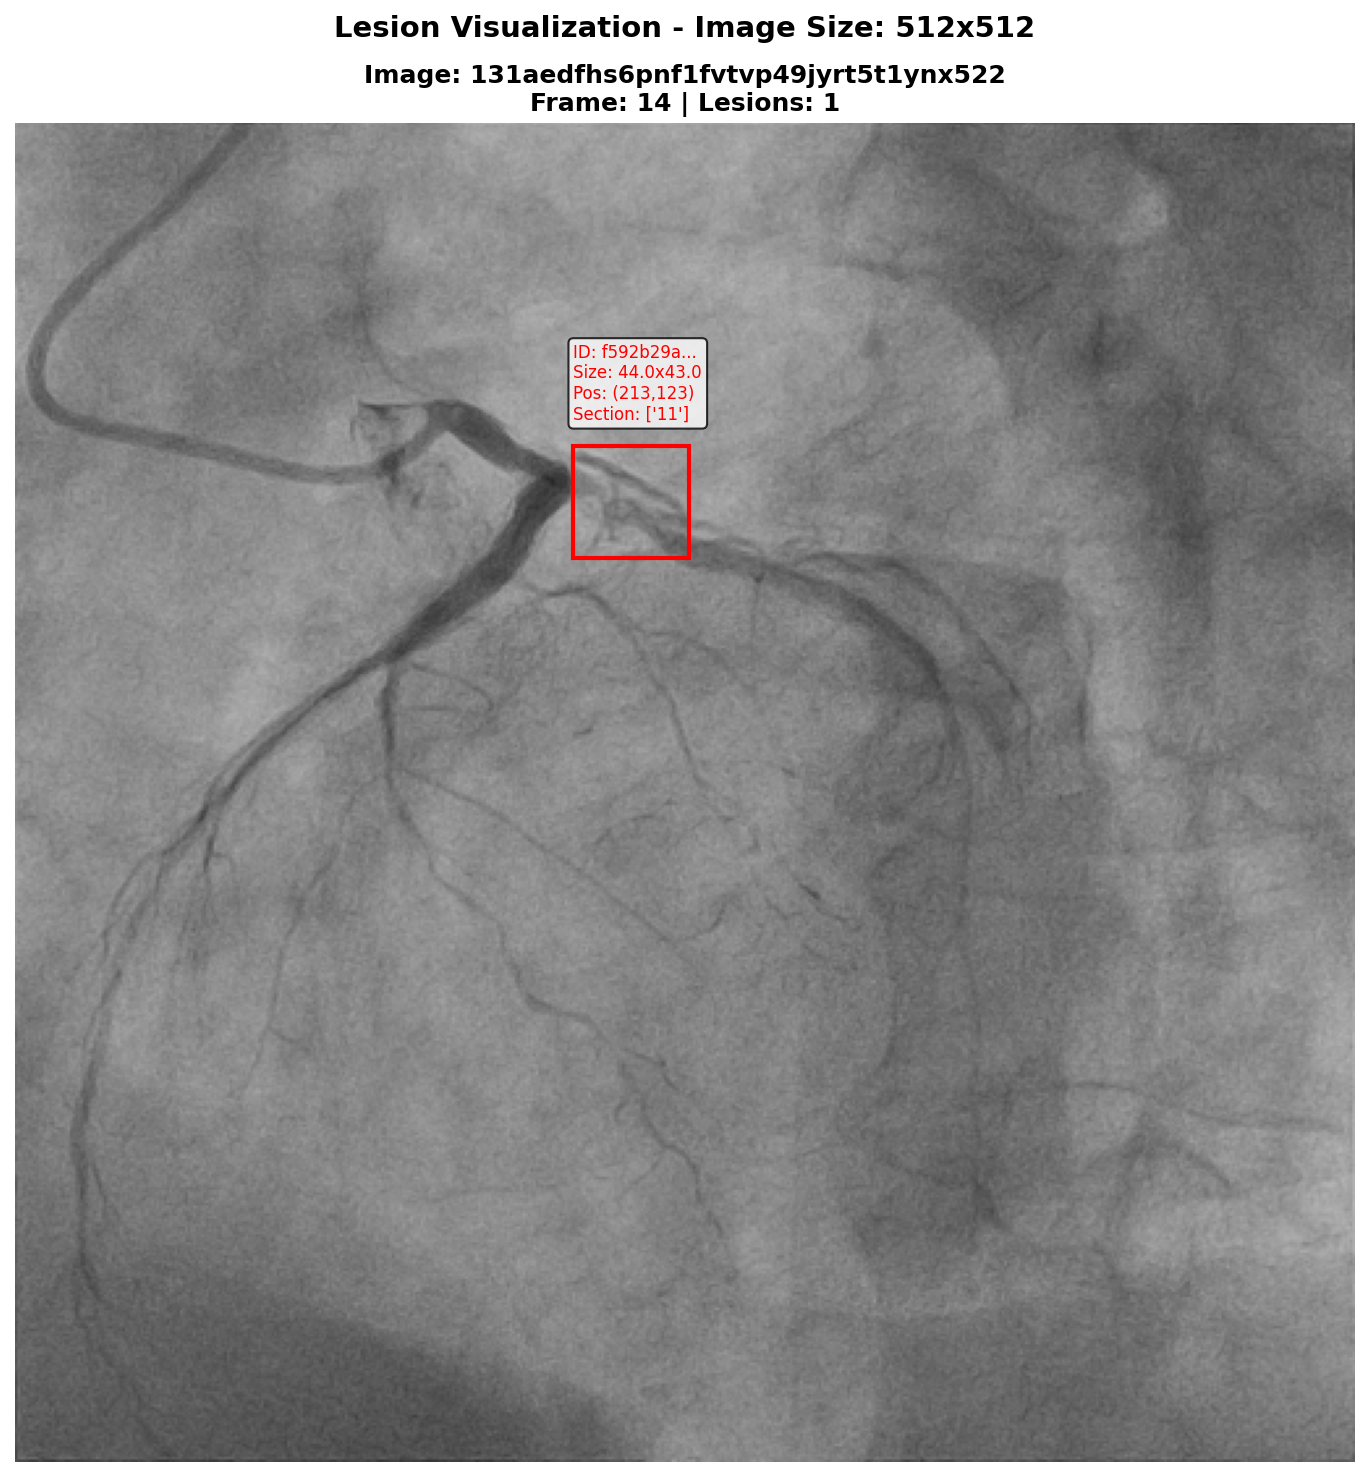 Lesion Visualization - Image Size: 512x512
Image: 131aedfhs6pnf1fvtvp49jyrt5t1ynx522
Frame: 14 | Lesions: 1
ID: f592b29a...
Size: 44.0x43.0
Pos: (213,123)
Section: ['11']